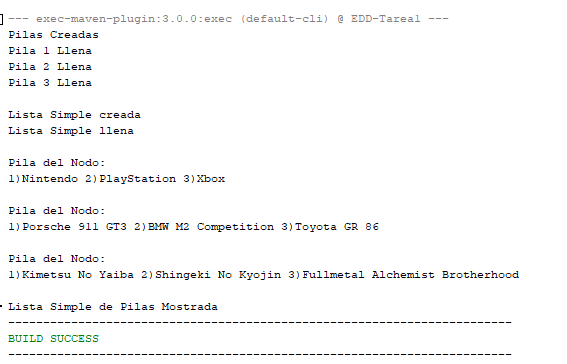 --- exec-maven-plugin:3.0.0:exec (default-cli) @ EDD-Tarea1 ---
Pilas Creadas
Pila 1 Llena
Pila 2 Llena
Pila 3 Llena
Lista Simple creada
Lista Simple llena
Pila del Nodo:
1)Nintendo 2)PlayStation 3)Xbox
Pila del Nodo:
1)Porsche 911 GT3 2)BMW M2 Competition 3)Toyota GR 86
Pila del Nodo:
1)Kimetsu No Yaiba 2)Shingeki No Kyojin 3)Fullmetal Alchemist Brotherhood
Lista Simple de Pilas Mostrada
------------------------------------------------------------------------
BUILD SUCCESS
------------------------------------------------------------------------